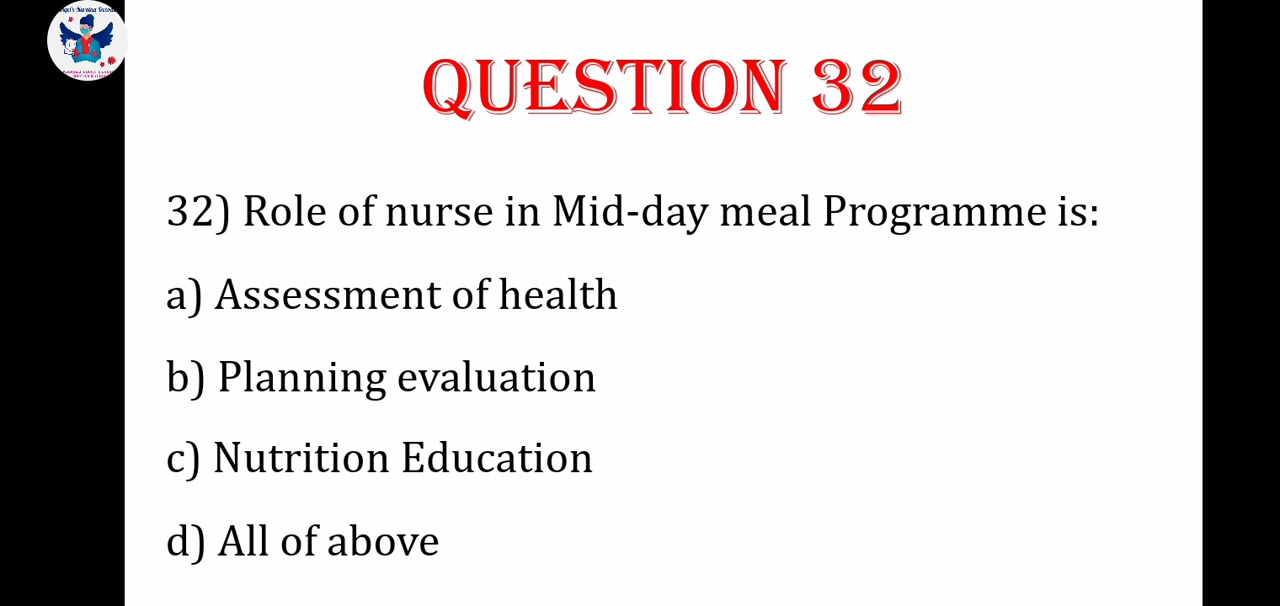 QUESTION 32
32) Role of nurse in Mid-day meal Programme is:
a) Assessment of health
b) Planning evaluation
c) Nutrition Education
d) All of above